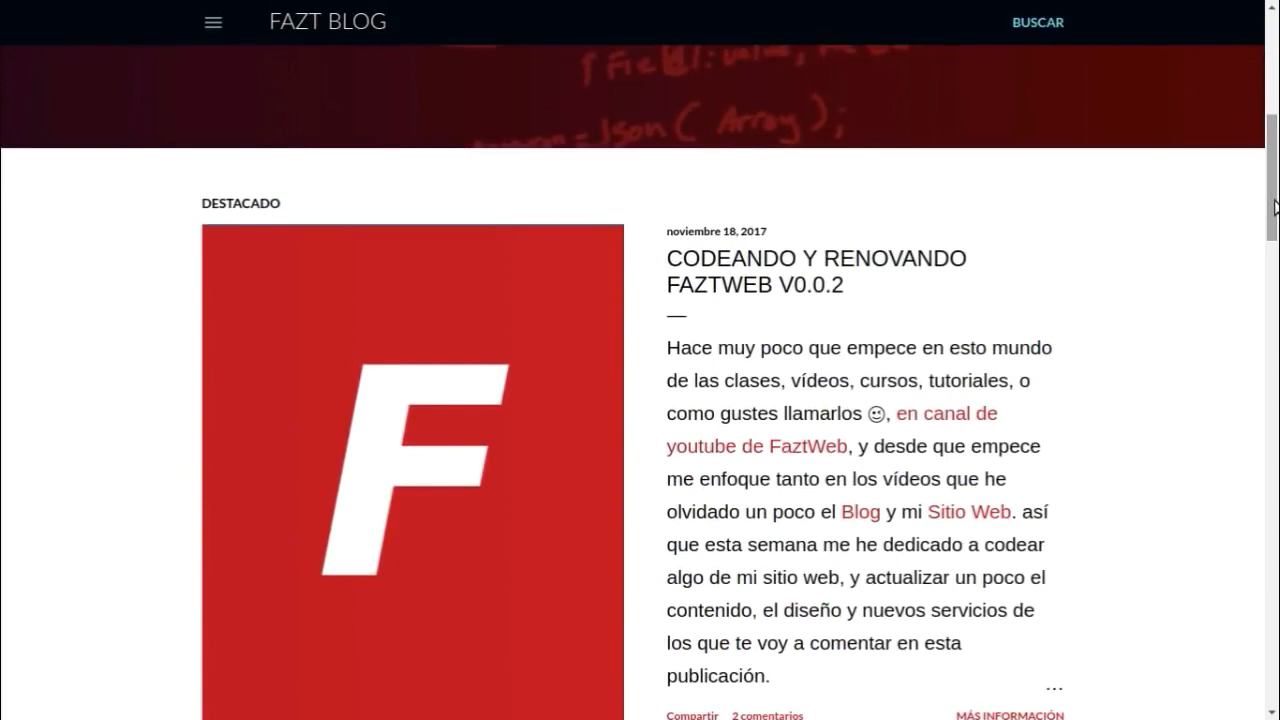 FAZT BLOG
BUSCAR
=Json( Array);
DESTACADO
noviembre 18, 2017
CODEANDO Y RENOVANDO
FAZTWEB V0.0.2
—
Hace muy poco que empece en esto mundo
de las clases, vídeos, cursos, tutoriales, o
como gustes llamarlos 😉, en canal de
youtube de FaztWeb, y desde que empece
me enfoque tanto en los vídeos que he
olvidado un poco el Blog y mi Sitio Web. así
que esta semana me he dedicado a codear
algo de mi sitio web, y actualizar un poco el
contenido, el diseño y nuevos servicios de
los que te voy a comentar en esta
publicación.
...
Compartir 2 comentarios MÁS INFORMACIÓN
F